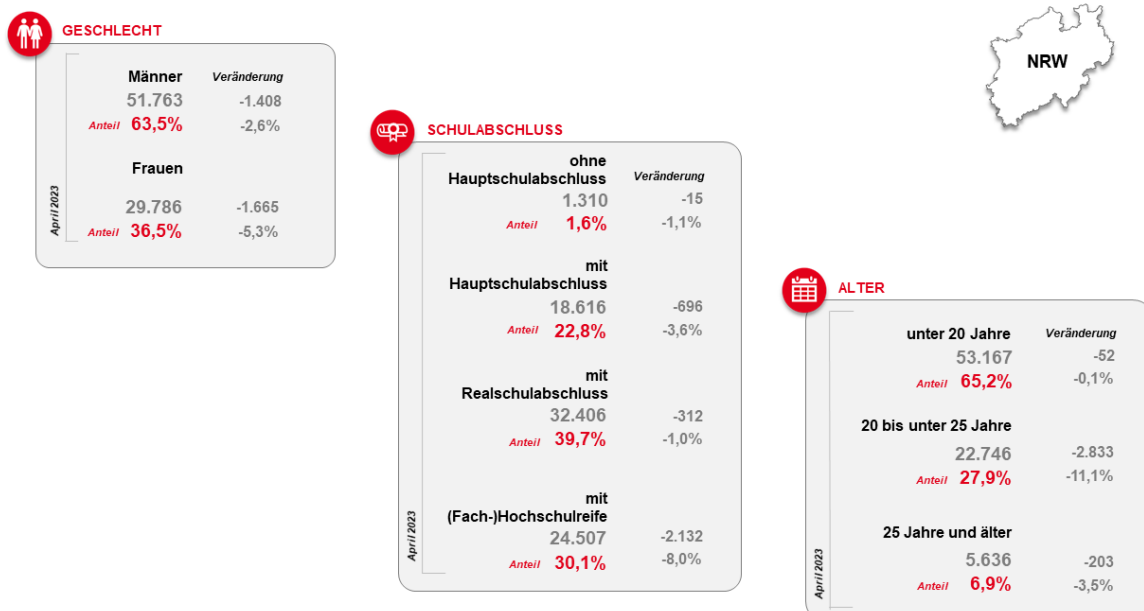 GESCHLECHT
Männer Veränderung
51.763 -1.408
Anteil 63,5% -2,6%
Frauen
29.786 -1.665
Anteil 36,5% -5,3%
April 2023
NRW
SCHULABSCHLUSS
ohne
Hauptschulabschluss Veränderung
1.310 -15
Anteil 1,6% -1,1%
mit
Hauptschulabschluss
18.616 -696
Anteil 22,8% -3,6%
mit
Realschulabschluss
32.406 -312
Anteil 39,7% -1,0%
mit
(Fach-)Hochschulreife
24.507 -2.132
Anteil 30,1% -8,0%
April 2023
ALTER
unter 20 Jahre Veränderung
53.167 -52
Anteil 65,2% -0,1%
20 bis unter 25 Jahre
22.746 -2.833
Anteil 27,9% -11,1%
25 Jahre und älter
5.636 -203
Anteil 6,9% -3,5%
April 2023